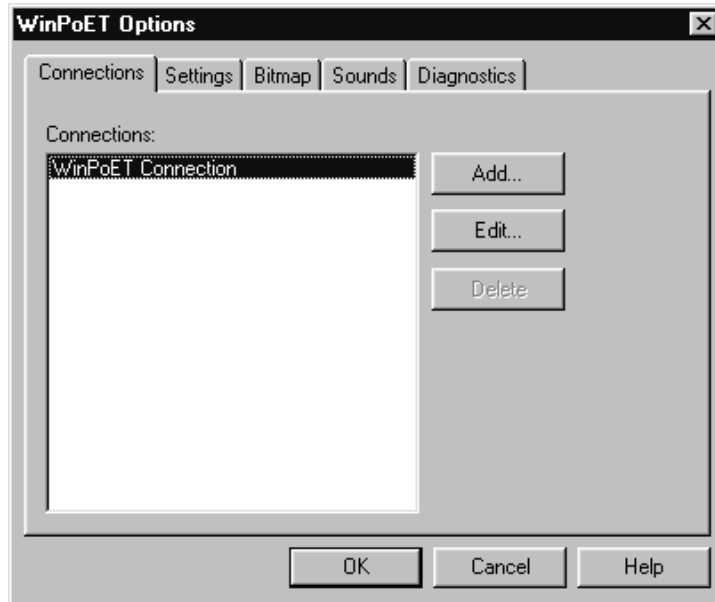 WinPoET Options
Connections Settings Bitmap Sounds Diagnostics
Connections:
WinPoET Connection
Add...
Edit...
Delete
OK Cancel Help